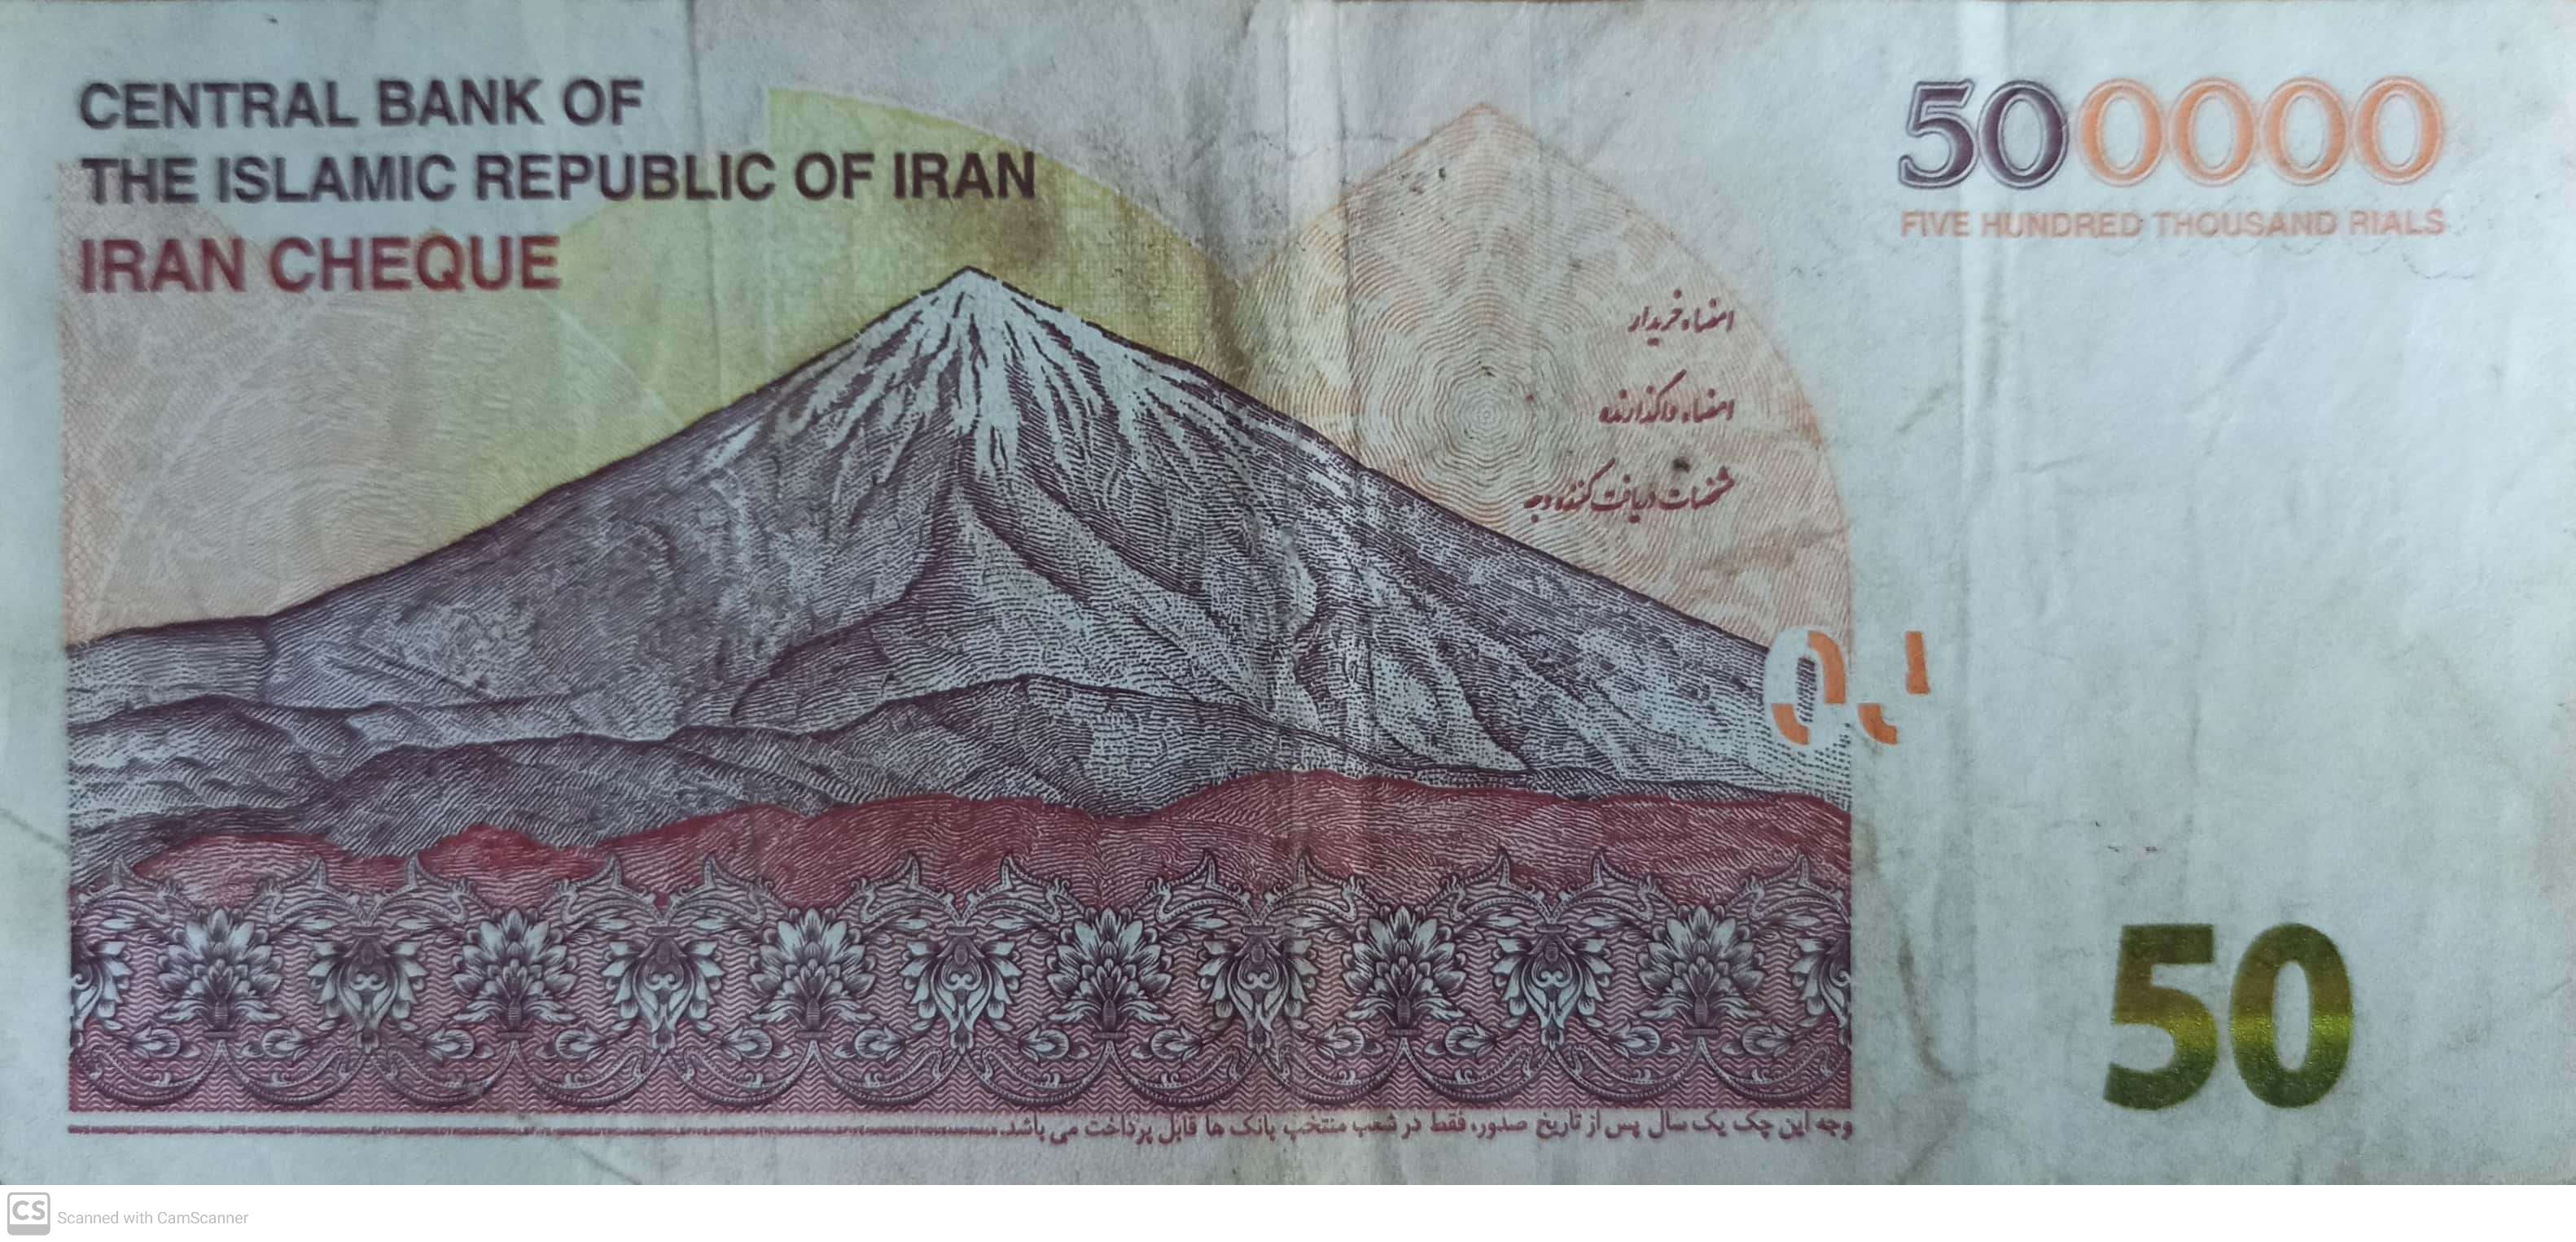 CENTRAL BANK OF
THE ISLAMIC REPUBLIC OF IRAN
IRAN CHEQUE
500000
FIVE HUNDRED THOUSAND RIALS
امضاء خریدار
امضاء واگذارنده
مشخصات دریافت کننده وجه
50
وجه این چک یک سال پس از تاریخ صدور، فقط در شعب منتخب بانک ها قابل پرداخت می باشد.
CS Scanned with CamScanner